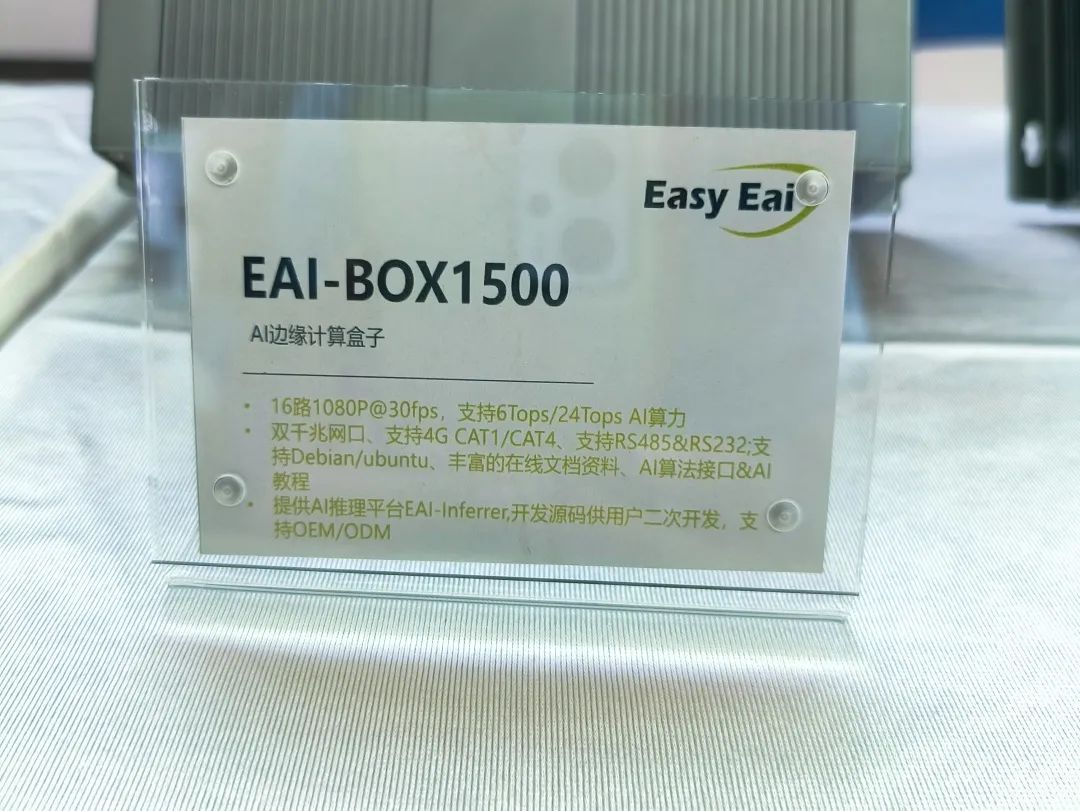 Easy Eai
EAI-BOX1500
AI边缘计算盒子
• 16路1080P@30fps，支持6Tops/24Tops AI算力
• 双千兆网口、支持4G CAT1/CAT4、支持RS485&RS232;支
持Debian/ubuntu、丰富的在线文档资料、AI算法接口&AI
教程
• 提供AI推理平台EAI-Inferrer,开发源码供用户二次开发，支
持OEM/ODM